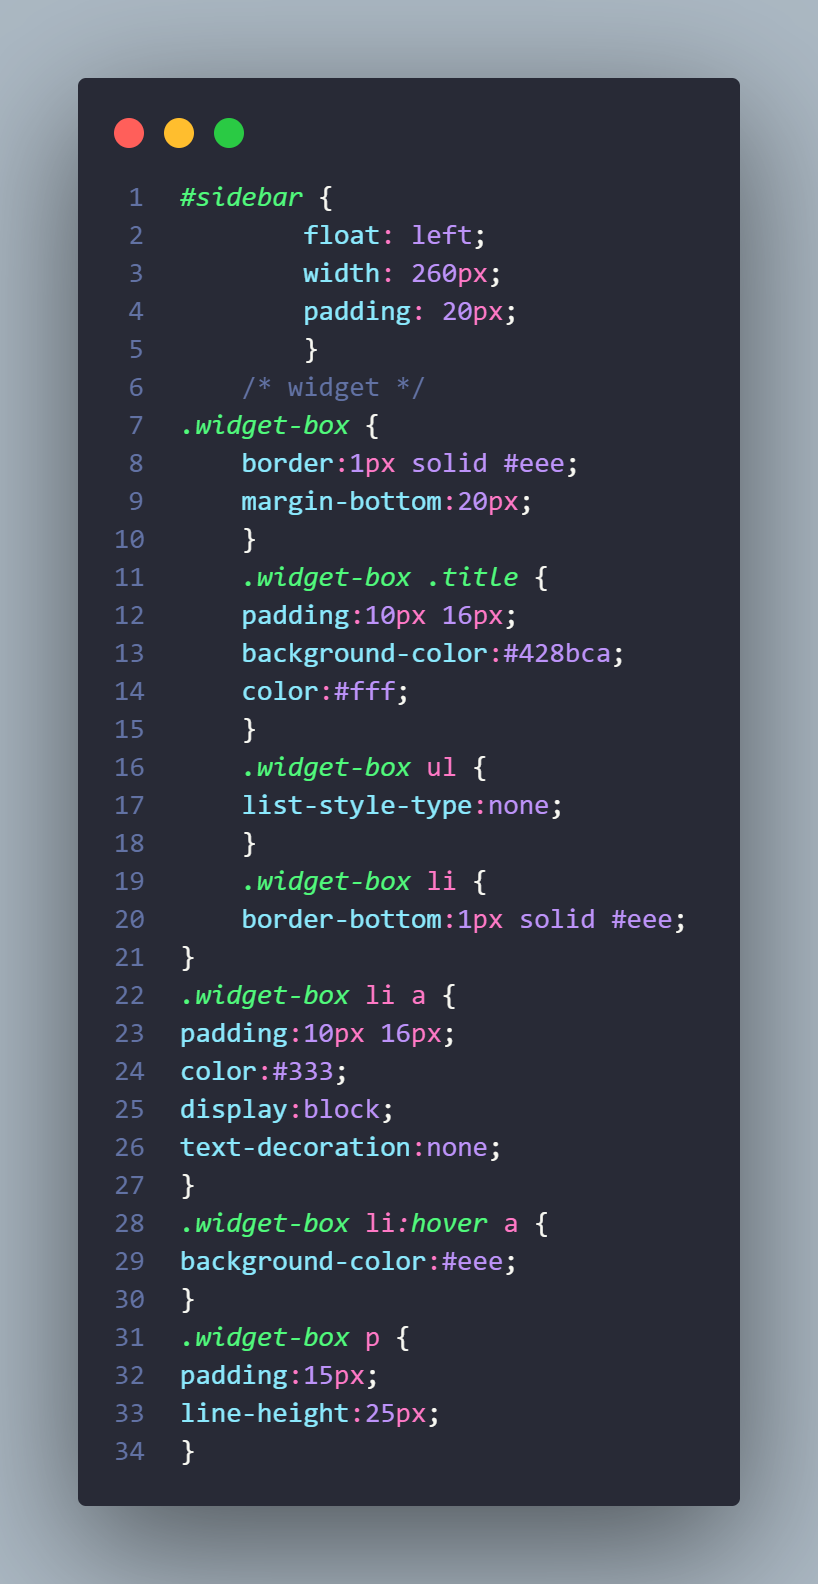 1 #sidebar {
2         float: left;
3         width: 260px;
4         padding: 20px;
5         }
6     /* widget */
7 .widget-box {
8     border:1px solid #eee;
9     margin-bottom:20px;
10     }
11     .widget-box .title {
12     padding:10px 16px;
13     background-color:#428bca;
14     color:#fff;
15     }
16     .widget-box ul {
17     list-style-type:none;
18     }
19     .widget-box li {
20     border-bottom:1px solid #eee;
21 }
22 .widget-box li a {
23 padding:10px 16px;
24 color:#333;
25 display:block;
26 text-decoration:none;
27 }
28 .widget-box li:hover a {
29 background-color:#eee;
30 }
31 .widget-box p {
32 padding:15px;
33 line-height:25px;
34 }